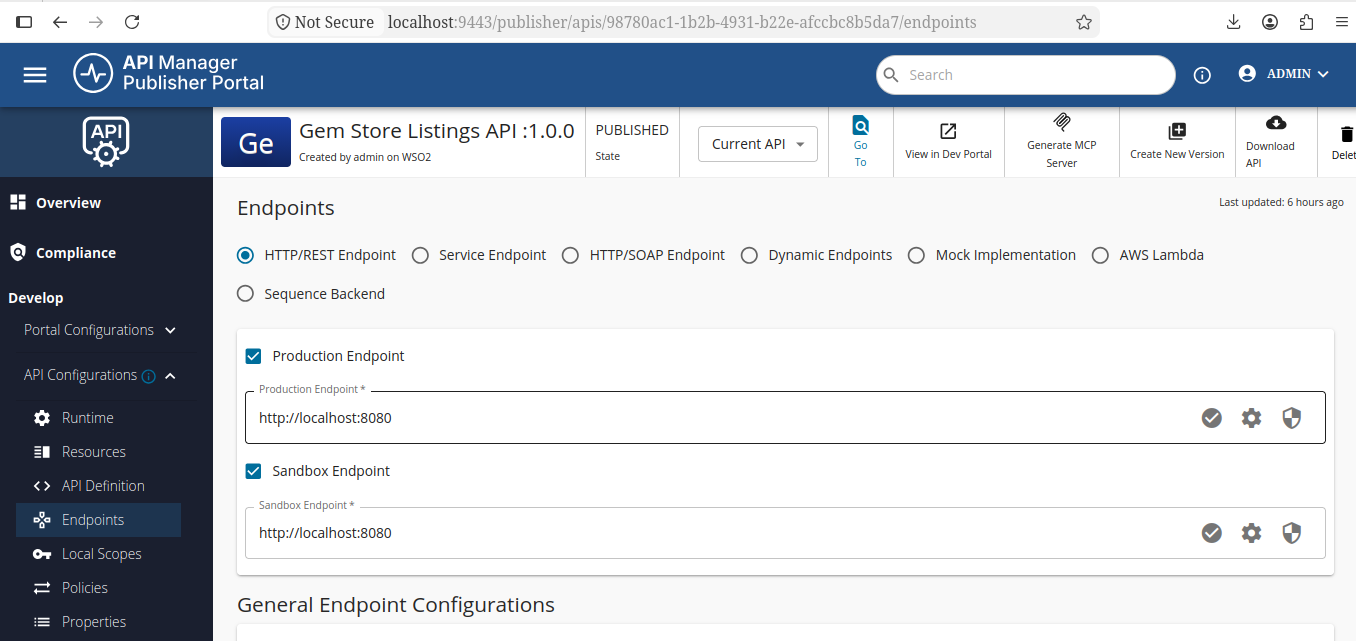 Not Secure localhost:9443/publisher/apis/98780ac1-1b2b-4931-b22e-afccbc8b5da7/endpoints
API Manager
Publisher Portal
Search
ADMIN
API
Ge
Gem Store Listings API :1.0.0
Created by admin on WSO2
PUBLISHED
State
Current API
Go
To
View in Dev Portal
Generate MCP
Server
Create New Version
Download
API
Delet
Overview
Compliance
Develop
Portal Configurations
API Configurations
Runtime
Resources
API Definition
Endpoints
Local Scopes
Policies
Properties
Endpoints
Last updated: 6 hours ago
HTTP/REST Endpoint Service Endpoint HTTP/SOAP Endpoint Dynamic Endpoints Mock Implementation AWS Lambda
Sequence Backend
Production Endpoint
Production Endpoint *
http://localhost:8080
Sandbox Endpoint
Sandbox Endpoint *
http://localhost:8080
General Endpoint Configurations